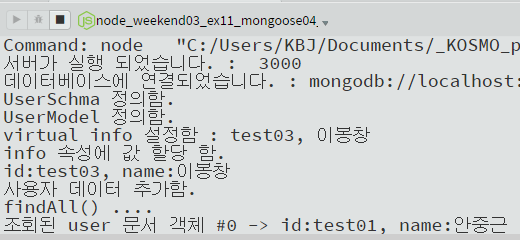 node_weekend03_ex11_mongoose04_
Command: node "C:/Users/KBJ/Documents/_KOSMO_p
서버가 실행 되었습니다. : 3000
데이터베이스에 연결되었습니다. : mongodb://localhost:
UserSchma 정의함.
UserModel 정의함.
virtual info 설정함 : test03, 이봉창
info 속성에 값 할당 함.
id:test03, name:이봉창
사용자 데이터 추가함.
findAll() ....
조회된 user 문서 객체 #0 -> id:test01, name:안중근